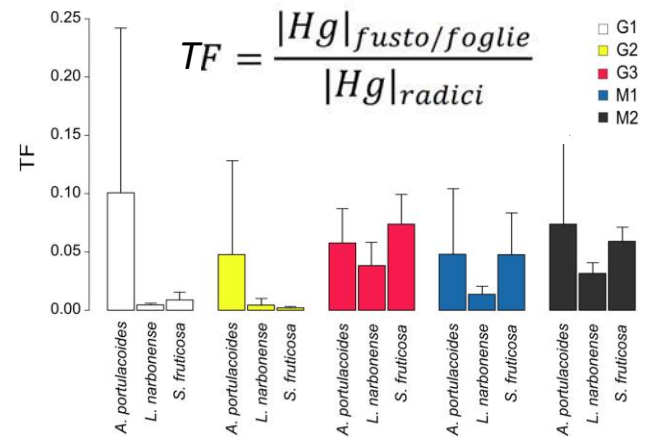 0.25
0.20
0.15
0.10
0.05
0.00
TF
TF = |Hg|fusto/foglie / |Hg|radici
G1
G2
G3
M1
M2
A. portulacoides
L. narbonense
S. fruticosa
A. portulacoides
L. narbonense
S. fruticosa
A. portulacoides
L. narbonense
S. fruticosa
A. portulacoides
L. narbonense
S. fruticosa
A. portulacoides
L. narbonense
S. fruticosa